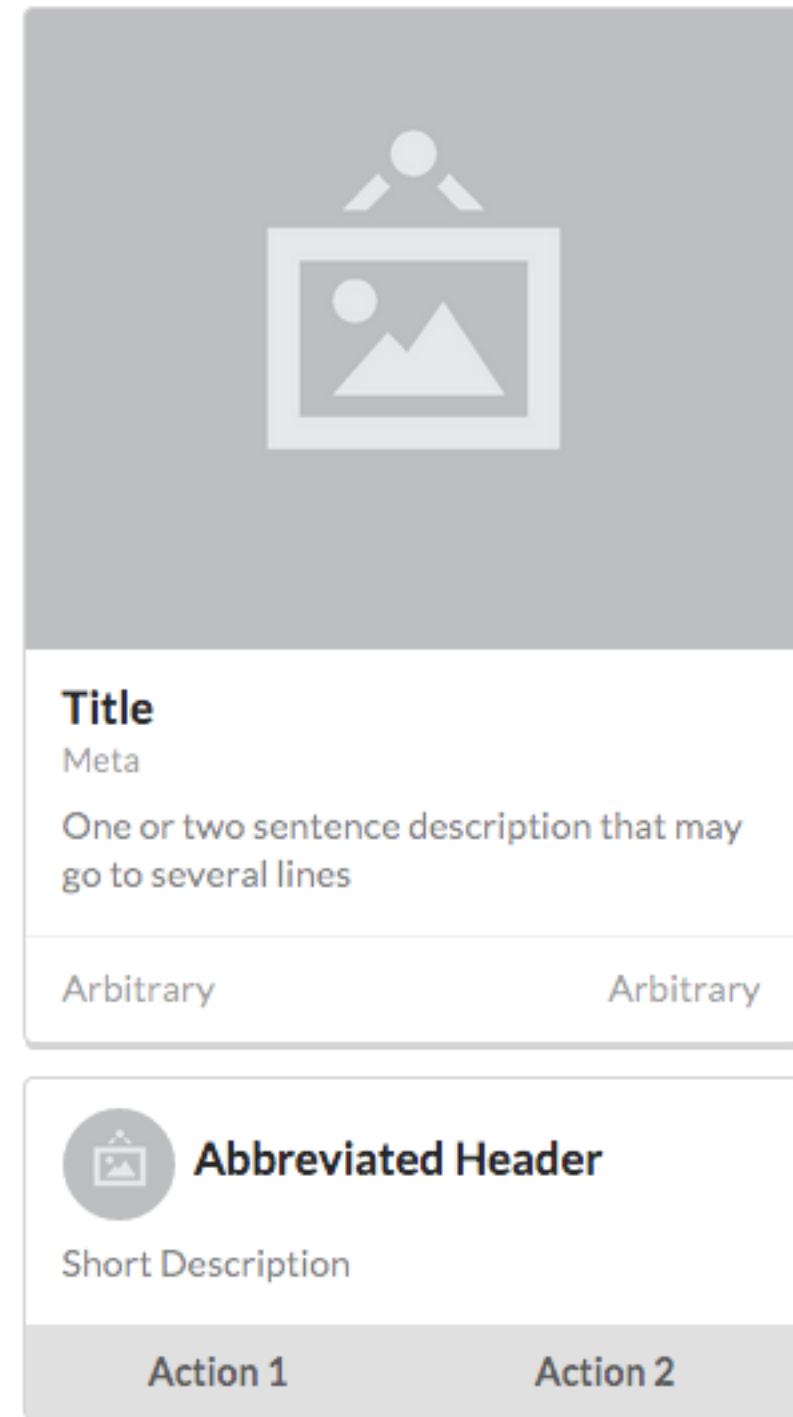 Title
Meta
One or two sentence description that may
go to several lines
Arbitrary Arbitrary
Abbreviated Header
Short Description
Action 1 Action 2